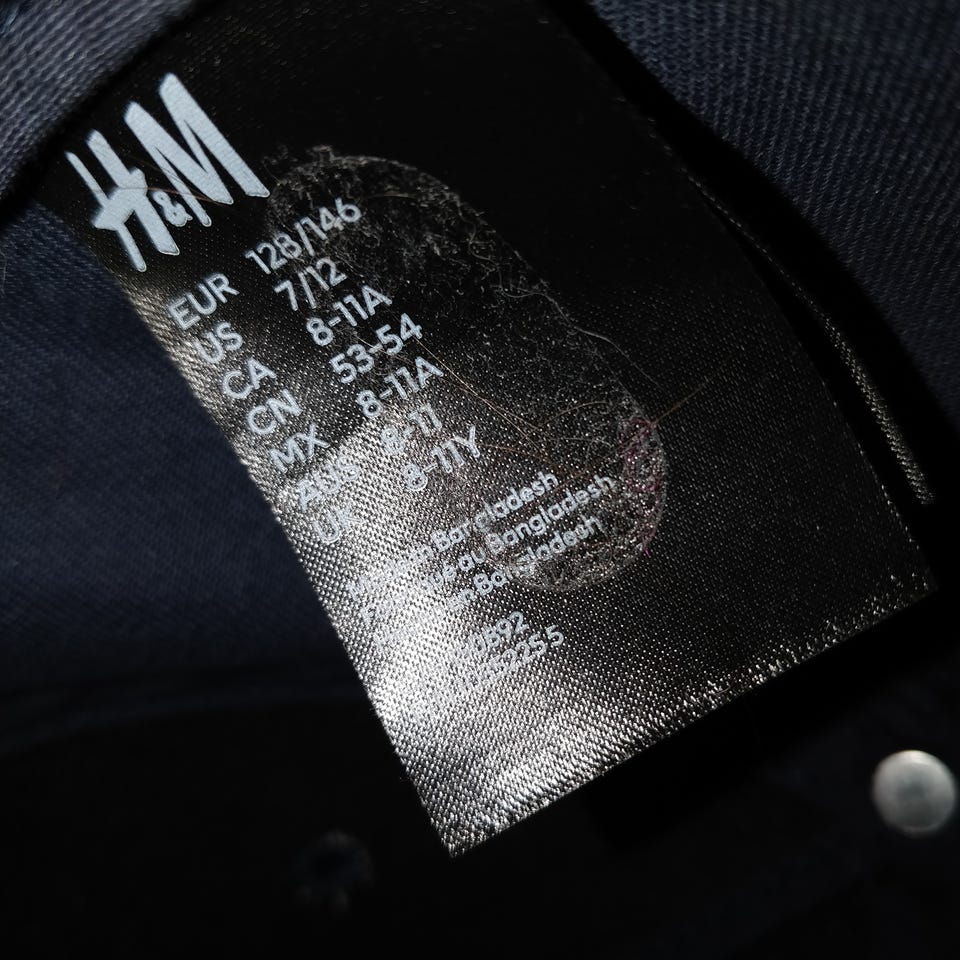 H&M
EUR 128/146
US 7/12
CA 8-11A
CN 53-54
MX 8-11A
AUS 8-11
UK 8-11Y
Bangladesh
au Bangladesh
Bangladesh